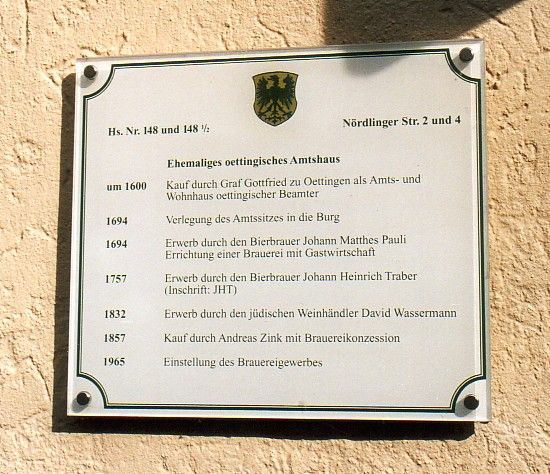 Hs. Nr. 148 und 148 ½
Nördlinger Str. 2 und 4
Ehemaliges oettingisches Amtshaus
um 1600 Kauf durch Graf Gottfried zu Oettingen als Amts- und
Wohnhaus oettingischer Beamter
1694 Verlegung des Amtssitzes in die Burg
1694 Erwerb durch den Bierbrauer Johann Matthes Pauli
Errichtung einer Brauerei mit Gastwirtschaft
1757 Erwerb durch den Bierbrauer Johann Heinrich Traber
(Inschrift: JHT)
1832 Erwerb durch den jüdischen Weinhändler David Wassermann
1857 Kauf durch Andreas Zink mit Brauereikonzession
1965 Einstellung des Brauereigewerbes